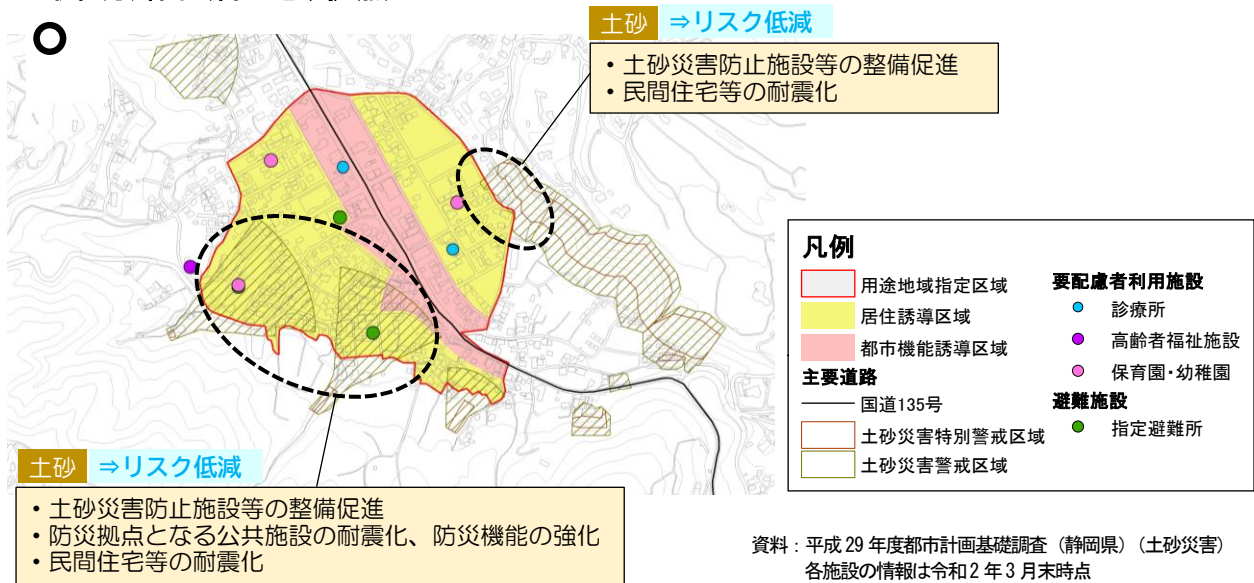 土砂 ⇒リスク低減
・土砂災害防止施設等の整備促進
・民間住宅等の耐震化
凡例
用途地域指定区域
居住誘導区域
都市機能誘導区域
主要道路
国道135号
土砂災害特別警戒区域
土砂災害警戒区域
要配慮者利用施設
診療所
高齢者福祉施設
保育園・幼稚園
避難施設
指定避難所
土砂 ⇒リスク低減
・土砂災害防止施設等の整備促進
・防災拠点となる公共施設の耐震化、防災機能の強化
・民間住宅等の耐震化
資料：平成29年度都市計画基礎調査（静岡県）（土砂災害）
各施設の情報は令和2年3月末時点